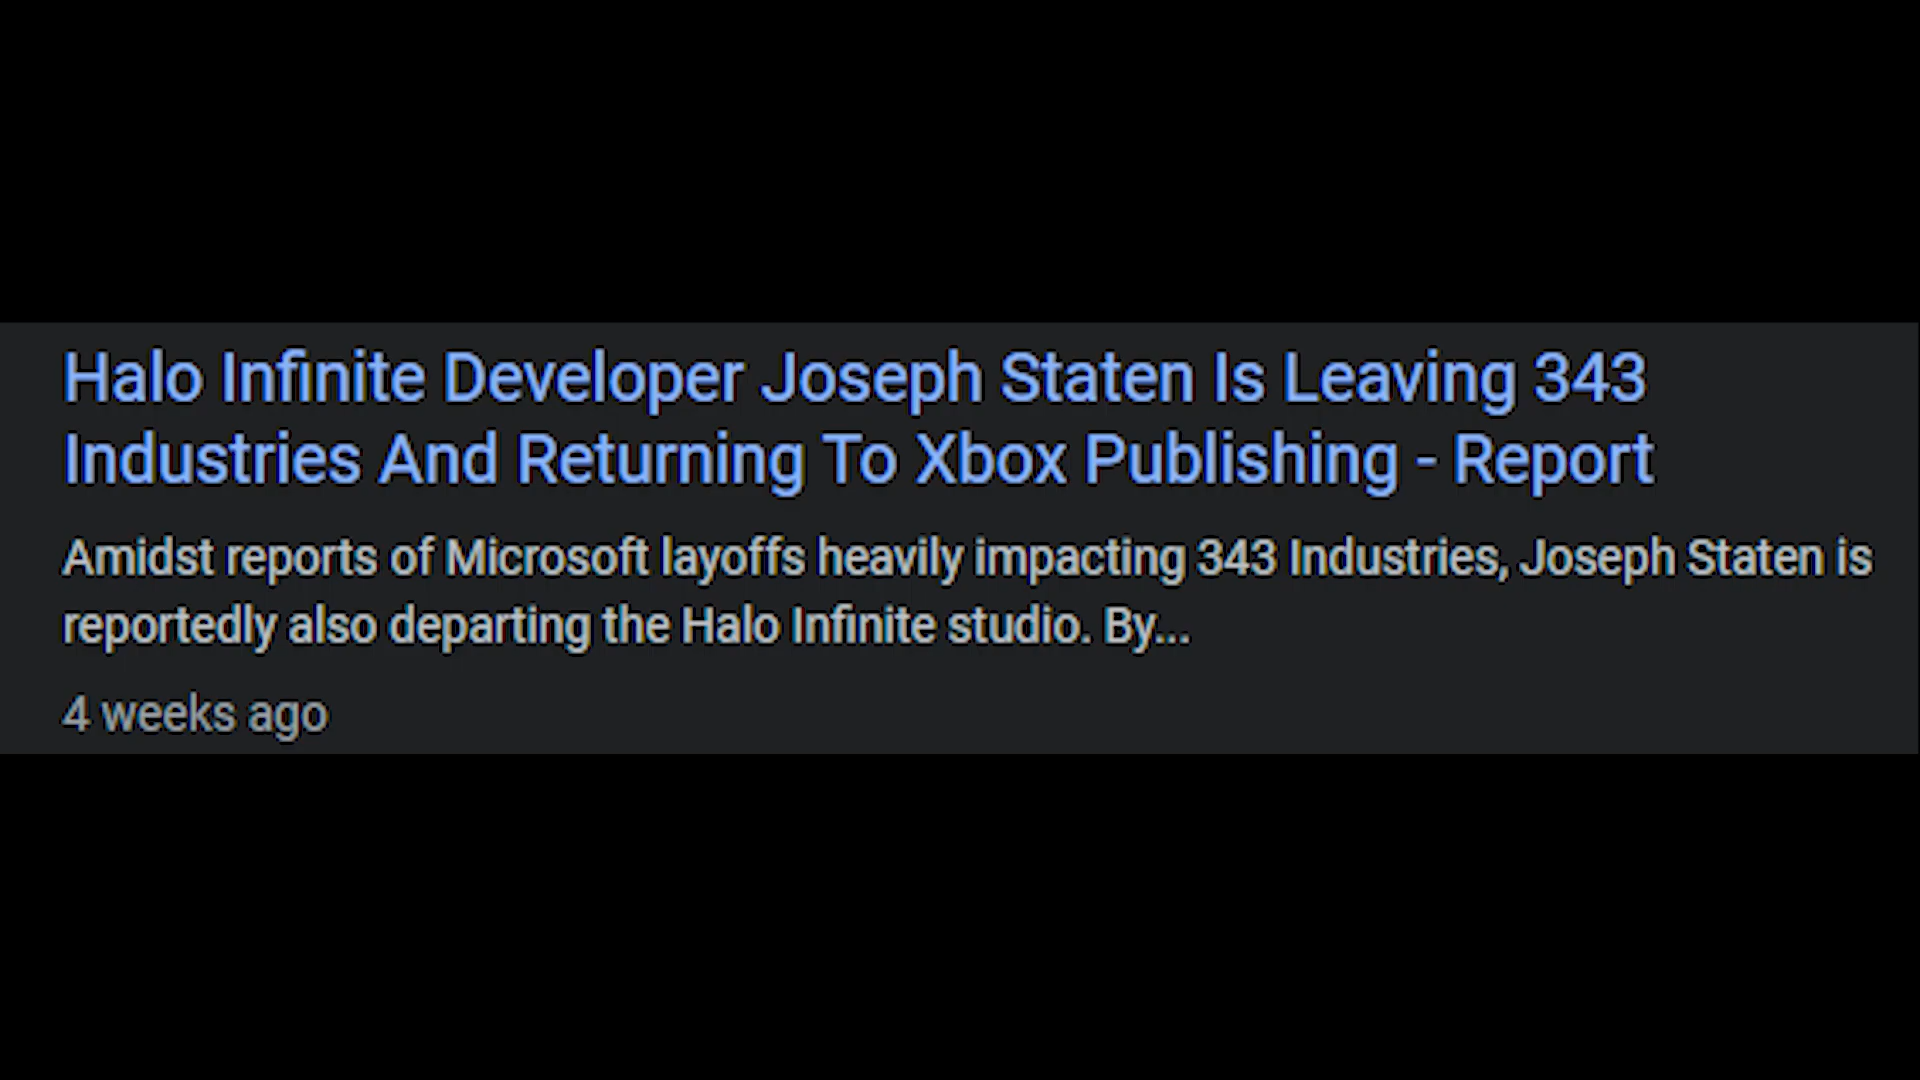 Halo Infinite Developer Joseph Staten Is Leaving 343
Industries And Returning To Xbox Publishing - Report
Amidst reports of Microsoft layoffs heavily impacting 343 Industries, Joseph Staten is
reportedly also departing the Halo Infinite studio. By...
4 weeks ago